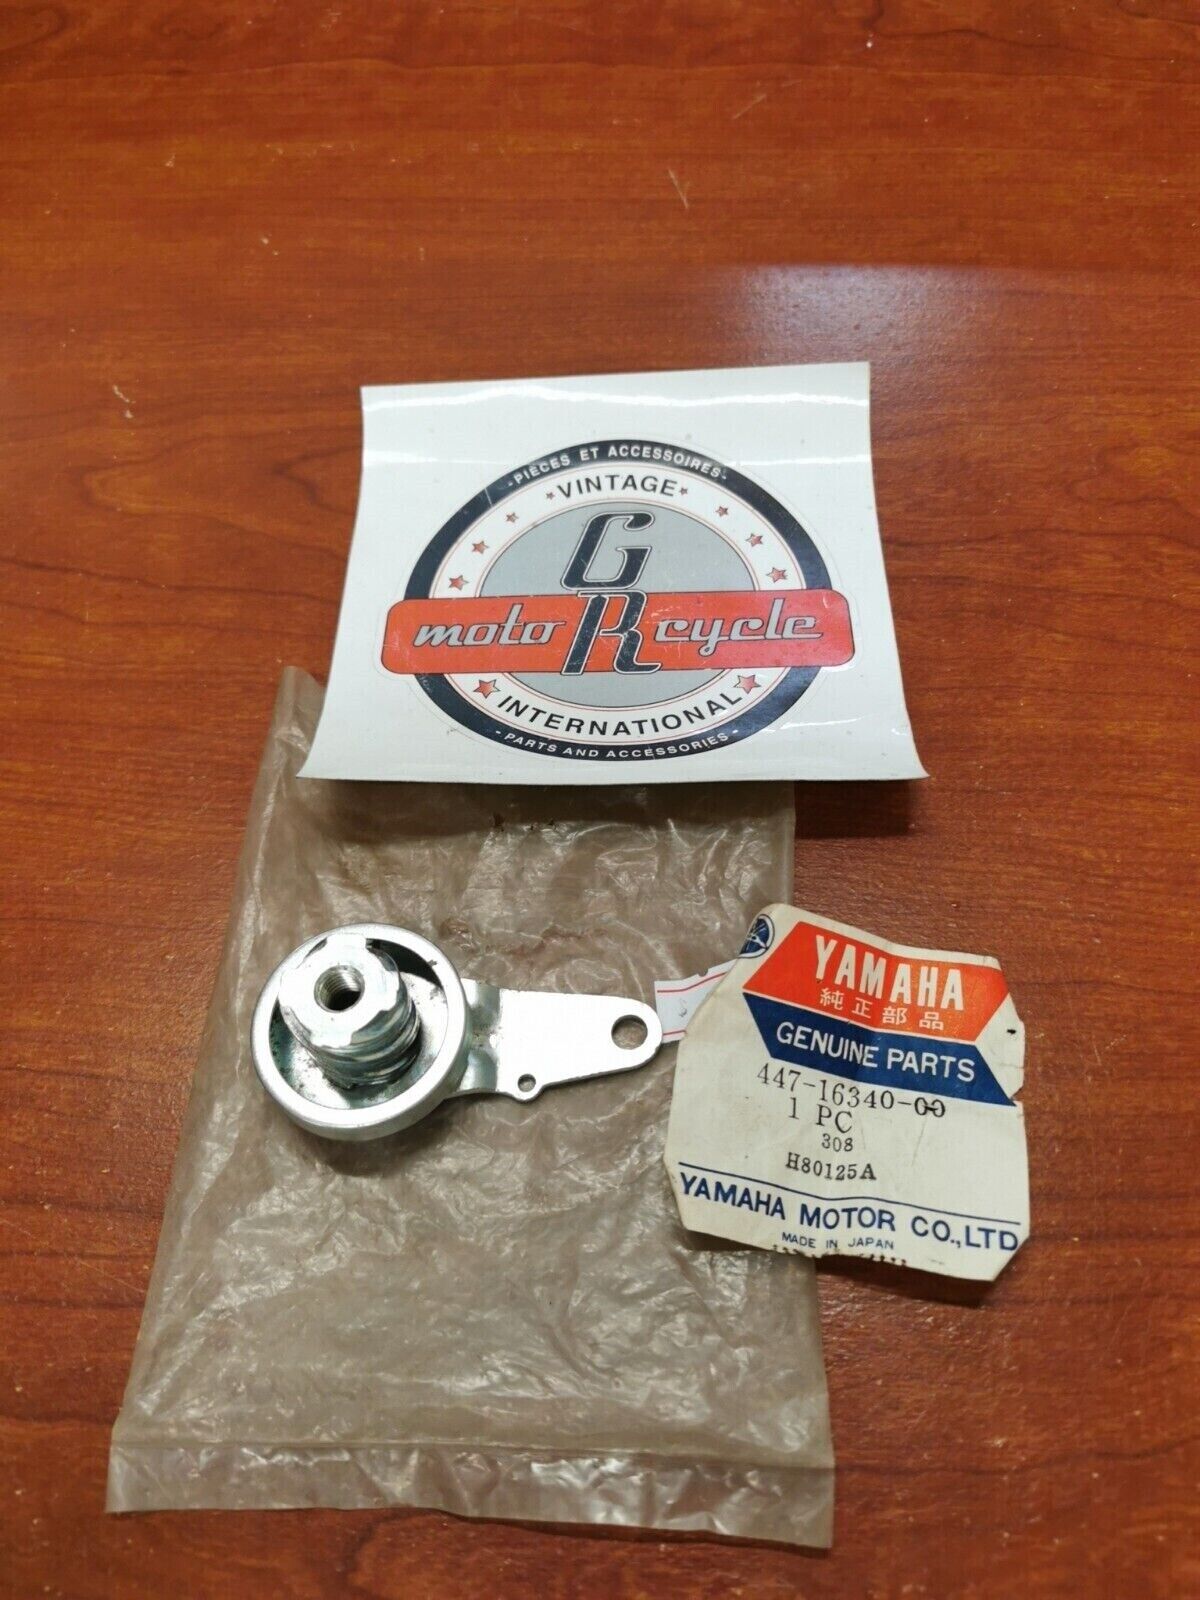 -PIÈCES ET ACCESSOIRES-
VINTAGE
G
R
moto cycle
INTERNATIONAL
- PARTS AND ACCESSORIES -
YAMAHA
純正部品
GENUINE PARTS
447-16340-00
1 PC
308
H80125A
YAMAHA MOTOR CO.,LTD
MADE IN JAPAN